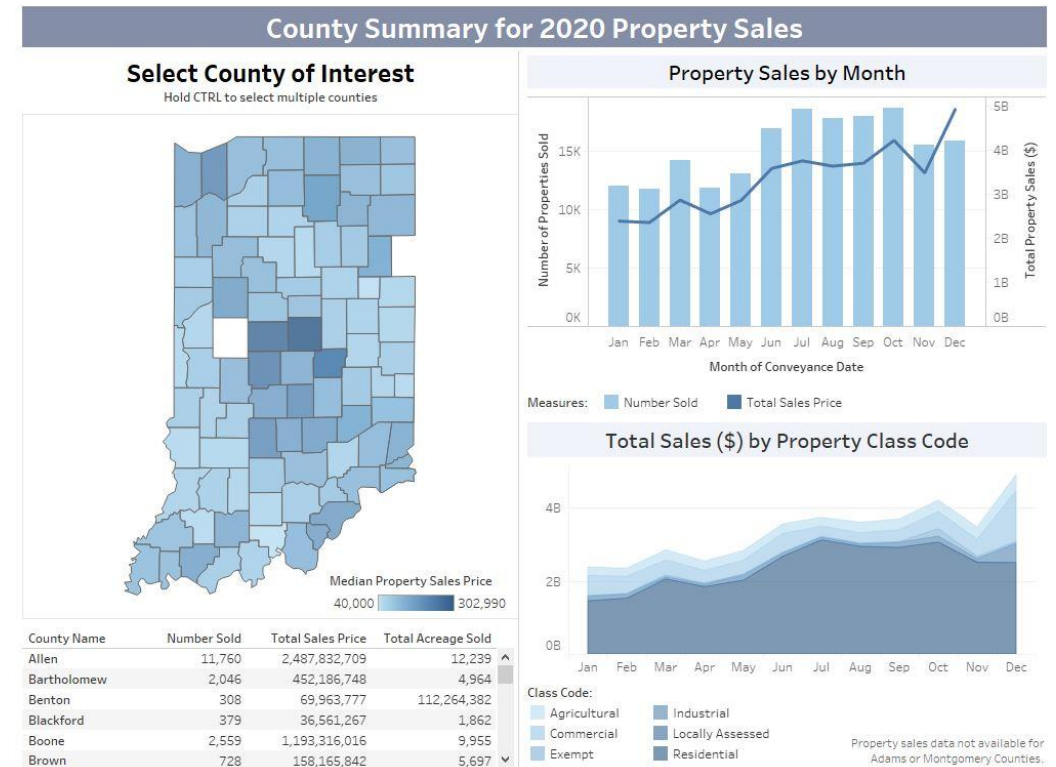 County Summary for 2020 Property Sales
Select County of Interest
Hold CTRL to select multiple counties
Median Property Sales Price
40,000 302,990
County Name Number Sold Total Sales Price Total Acreage Sold
Allen 11,760 2,487,832,709 12,239
Bartholomew 2,046 452,186,748 4,964
Benton 308 69,963,777 112,264,382
Blackford 379 36,561,267 1,862
Boone 2,559 1,193,316,016 9,955
Brown 728 158,165,842 5,697
Property Sales by Month
Number of Properties Sold
15K
10K
5K
0K
5B
4B
3B
2B
1B
0B
Total Property Sales ($)
Jan Feb Mar Apr May Jun Jul Aug Sep Oct Nov Dec
Month of Conveyance Date
Measures: Number Sold Total Sales Price
Total Sales ($) by Property Class Code
4B
2B
0B
Jan Feb Mar Apr May Jun Jul Aug Sep Oct Nov Dec
Class Code:
Agricultural Industrial
Commercial Locally Assessed
Exempt Residential
Property sales data not available for
Adams or Montgomery Counties.